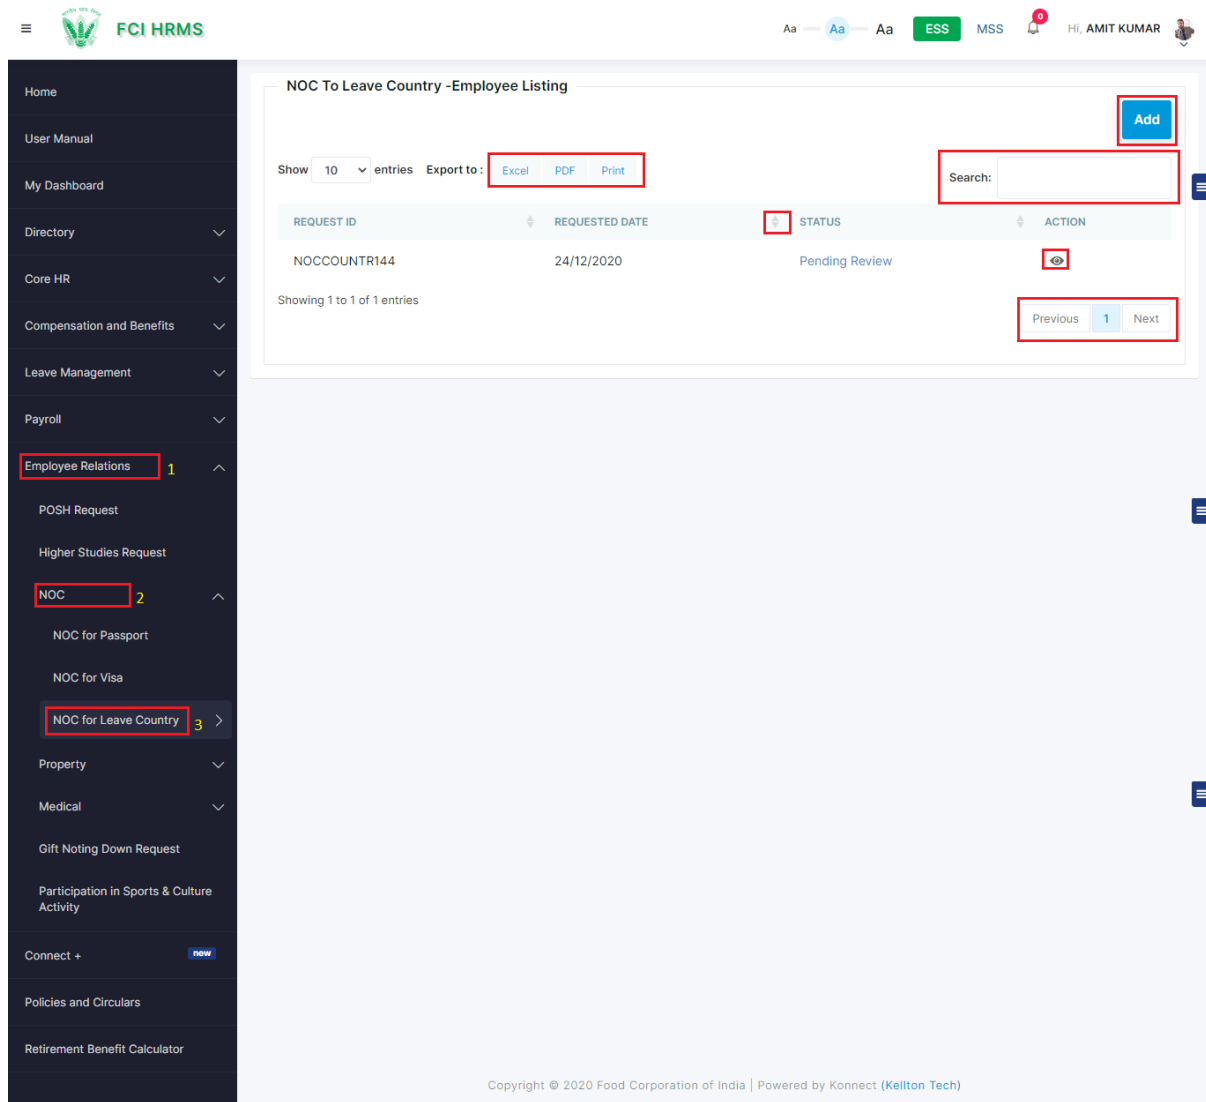 FCI HRMS
Aa Aa Aa ESS MSS 0 Hi, AMIT KUMAR
Home
User Manual
My Dashboard
Directory
Core HR
Compensation and Benefits
Leave Management
Payroll
Employee Relations 1
POSH Request
Higher Studies Request
NOC 2
NOC for Passport
NOC for Visa
NOC for Leave Country 3
Property
Medical
Gift Noting Down Request
Participation in Sports & Culture
Activity
Connect + new
Policies and Circulars
Retirement Benefit Calculator
NOC To Leave Country -Employee Listing
Add
Show 10 entries Export to : Excel PDF Print
Search:
REQUEST ID REQUESTED DATE STATUS ACTION
NOCCOUNTR144 24/12/2020 Pending Review
Showing 1 to 1 of 1 entries
Previous 1 Next
Copyright © 2020 Food Corporation of India | Powered by Konnect (Kellton Tech)